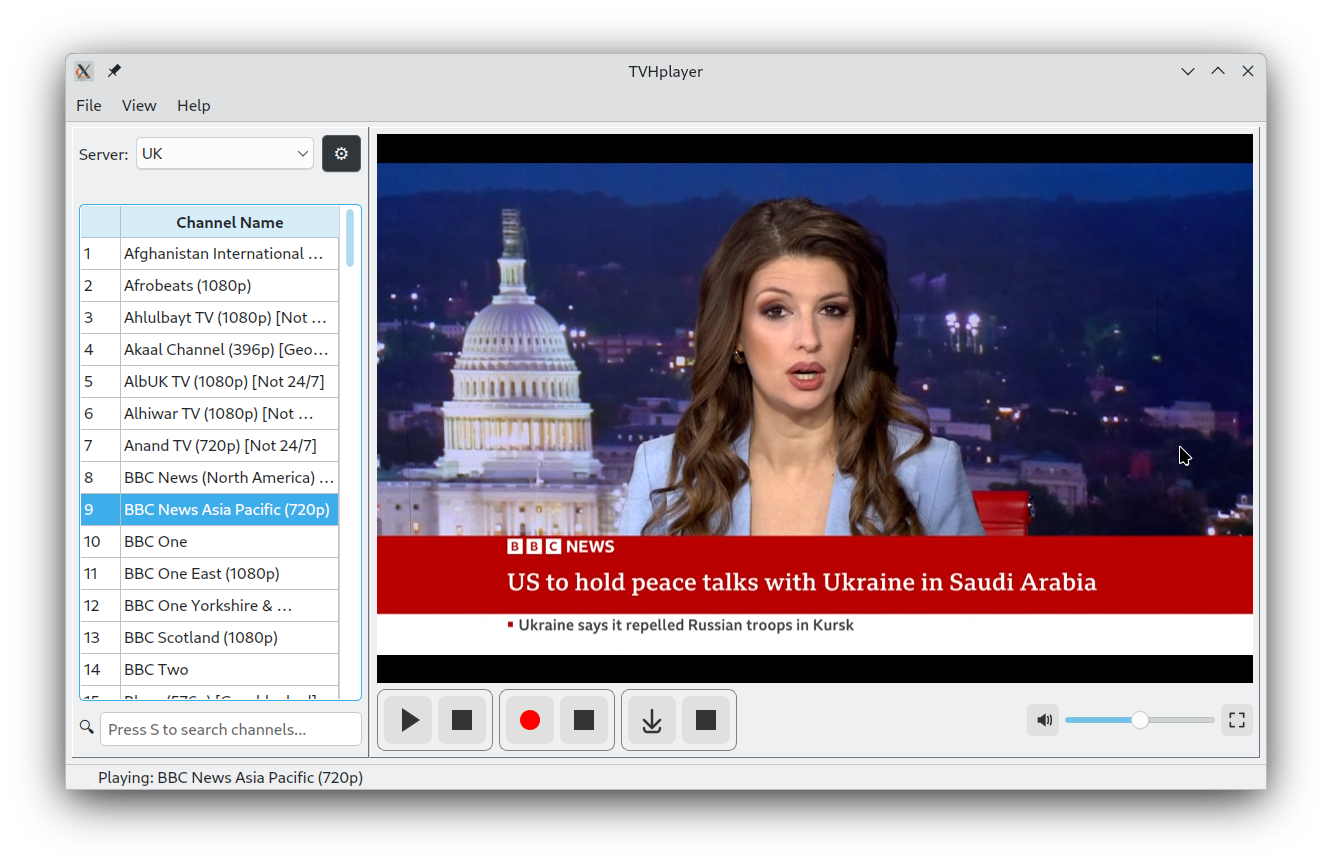 TVHplayer
File View Help
Server: UK
Channel Name
1 Afghanistan International ...
2 Afrobeats (1080p)
3 Ahlulbayt TV (1080p) [Not ...
4 Akaal Channel (396p) [Geo...
5 AlbUK TV (1080p) [Not 24/7]
6 Alhiwar TV (1080p) [Not ...
7 Anand TV (720p) [Not 24/7]
8 BBC News (North America) ...
9 BBC News Asia Pacific (720p)
10 BBC One
11 BBC One East (1080p)
12 BBC One Yorkshire & ...
13 BBC Scotland (1080p)
14 BBC Two
Press S to search channels...
BBC NEWS
US to hold peace talks with Ukraine in Saudi Arabia
Ukraine says it repelled Russian troops in Kursk
Playing: BBC News Asia Pacific (720p)